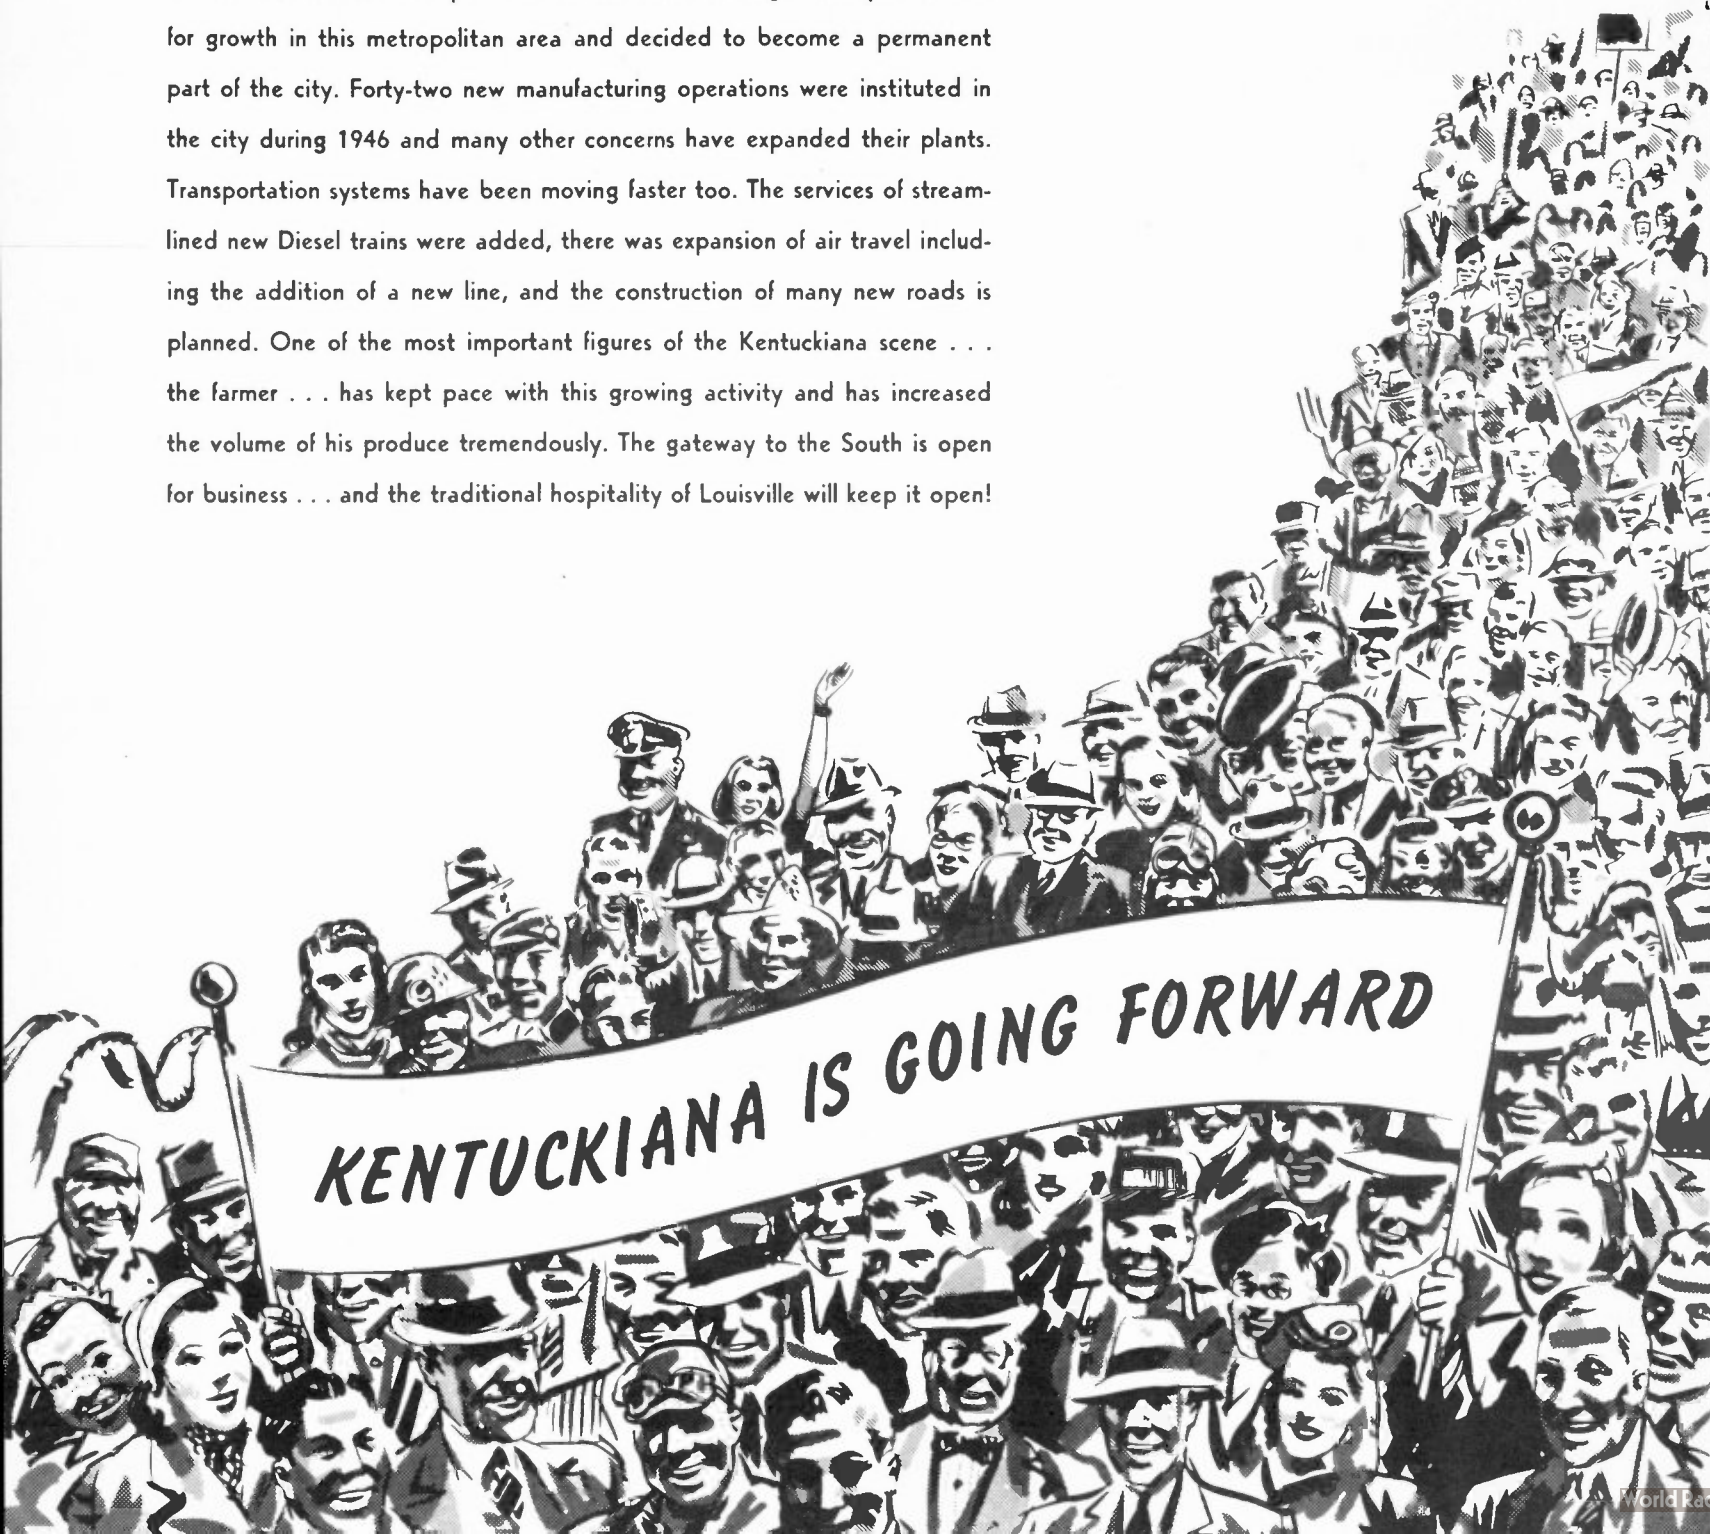 for growth in this metropolitan area and decided to become a permanent
part of the city. Forty-two new manufacturing operations were instituted in
the city during 1946 and many other concerns have expanded their plants.
Transportation systems have been moving faster too. The services of stream-
lined new Diesel trains were added, there was expansion of air travel includ-
ing the addition of a new line, and the construction of many new roads is
planned. One of the most important figures of the Kentuckiana scene . . .
the farmer . . . has kept pace with this growing activity and has increased
the volume of his produce tremendously. The gateway to the South is open
for business . . . and the traditional hospitality of Louisville will keep it open!
KENTUCKIANA IS GOING FORWARD
World Rad